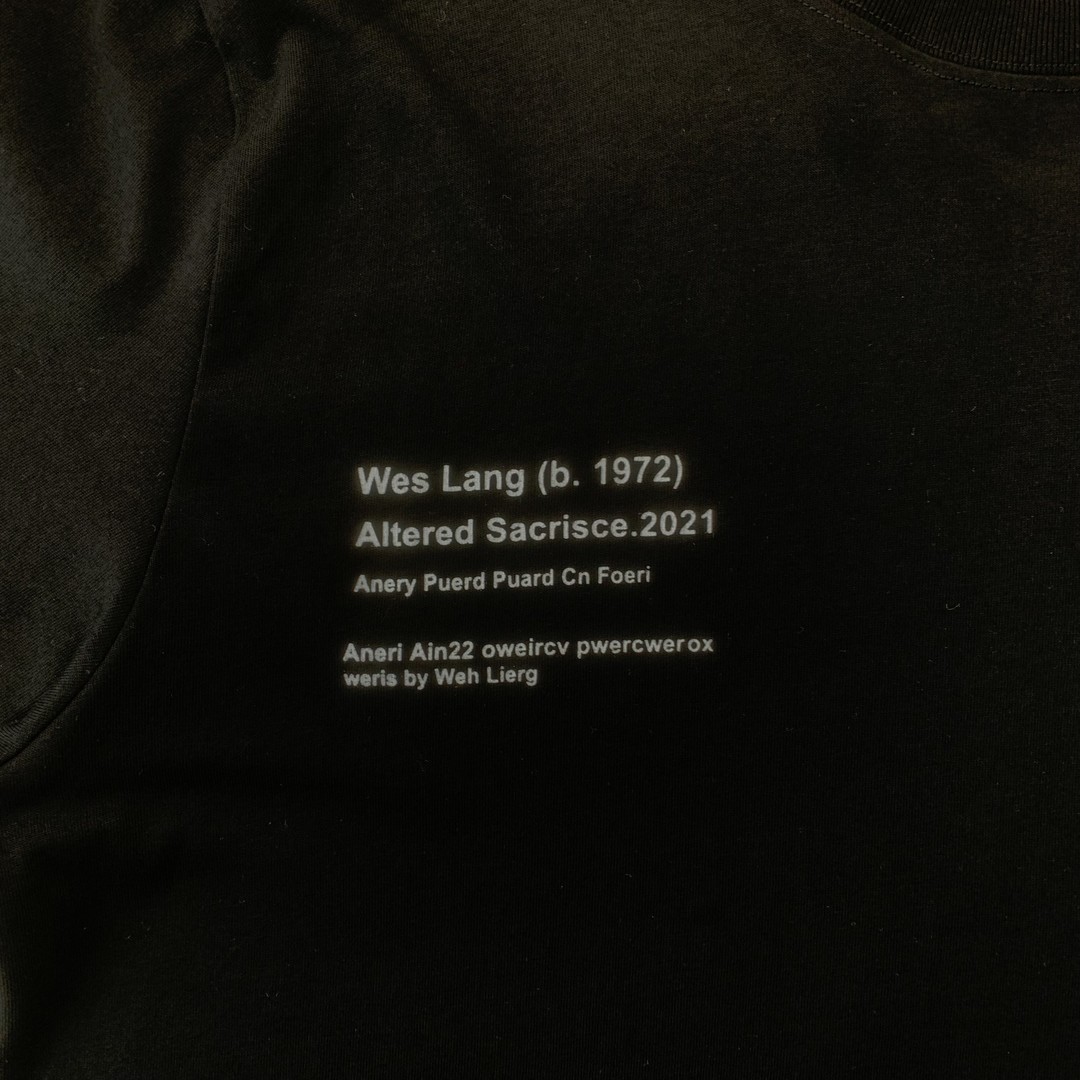 Wes Lang (b. 1972)
Altered Sacrisce.2021
Anery Puerd Puard Cn Foeri
Aneri Ain22 oweircv pwercwerox
weris by Weh Lierg